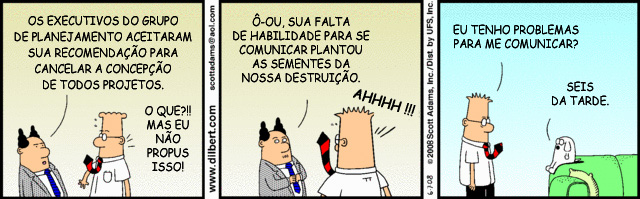 OS EXECUTIVOS DO GRUPO
DE PLANEJAMENTO ACEITARAM
SUA RECOMENDAÇÃO PARA
CANCELAR A CONCEPÇÃO
DE TODOS PROJETOS.
O QUE?!!
MAS EU
NÃO
PROPUS
ISSO!
www.dilbert.com scottadams@aol.com
Ô-OU, SUA FALTA
DE HABILIDADE PARA SE
COMUNICAR PLANTOU
AS SEMENTES DA
NOSSA DESTRUIÇÃO.
AHHHH !!!
6-7-08 © 2008 Scott Adams, Inc./Dist. by UFS, Inc.
EU TENHO PROBLEMAS
PARA ME COMUNICAR?
SEIS
DA TARDE.